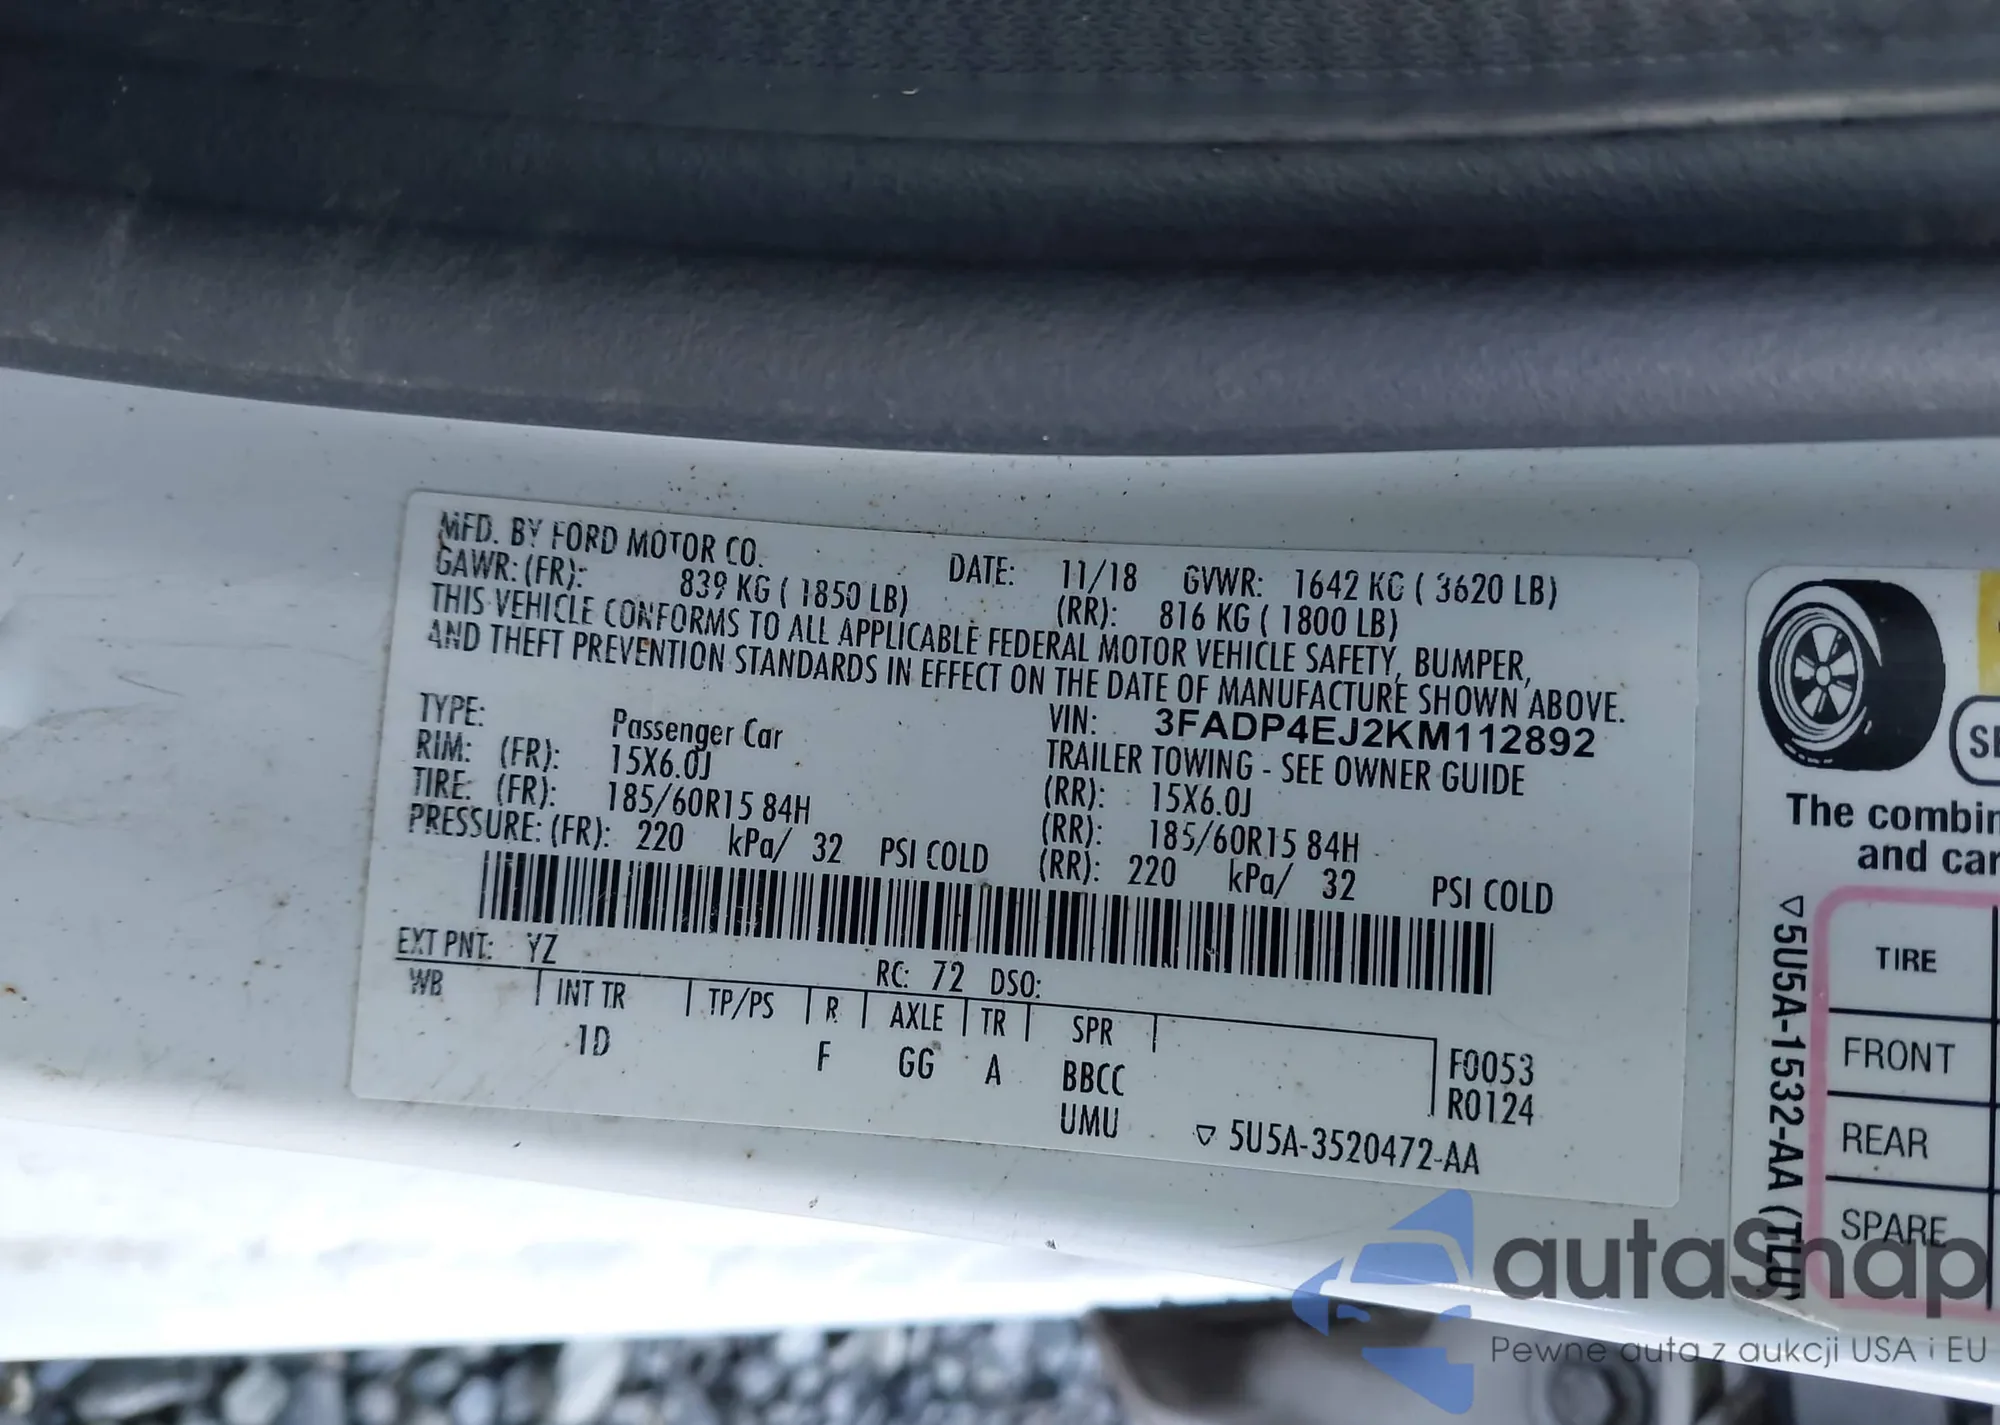 MFD. BY FORD MOTOR CO.
DATE: 11/18 GVWR: 1642 KG ( 3620 LB)
GAWR: (FR): 839 KG ( 1850 LB) (RR): 816 KG ( 1800 LB)
THIS VEHICLE CONFORMS TO ALL APPLICABLE FEDERAL MOTOR VEHICLE SAFETY, BUMPER,
AND THEFT PREVENTION STANDARDS IN EFFECT ON THE DATE OF MANUFACTURE SHOWN ABOVE.
TYPE: Passenger Car VIN: 3FADP4EJ2KM112892
TRAILER TOWING - SEE OWNER GUIDE
RIM: (FR): 15X6.0J (RR): 15X6.0J
TIRE: (FR): 185/60R15 84H (RR): 185/60R15 84H
PRESSURE: (FR): 220 kPa/ 32 PSI COLD (RR): 220 kPa/ 32 PSI COLD
EXT PNT: YZ RC: 72 DSO:
WB INT TR TP/PS R AXLE TR SPR
1D F GG A BBCC
UMU
F0053
R0124
▽ 5U5A-3520472-AA
SE
The combin
and car
▽5U5A-1532-AA (TLU)
TIRE
FRONT
REAR
SPARE
autaSnap
Pewne auta z aukcji USA i EU